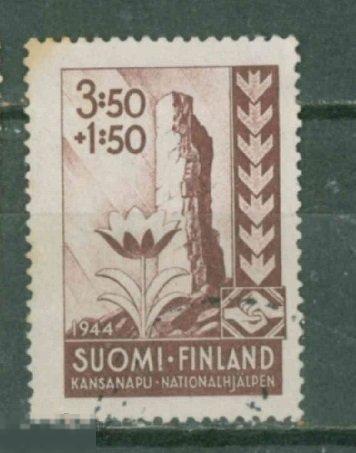 3:50
+1:50
1944
SUOMI·FINLAND
KANSANAPU·NATIONALHJÄLPEN